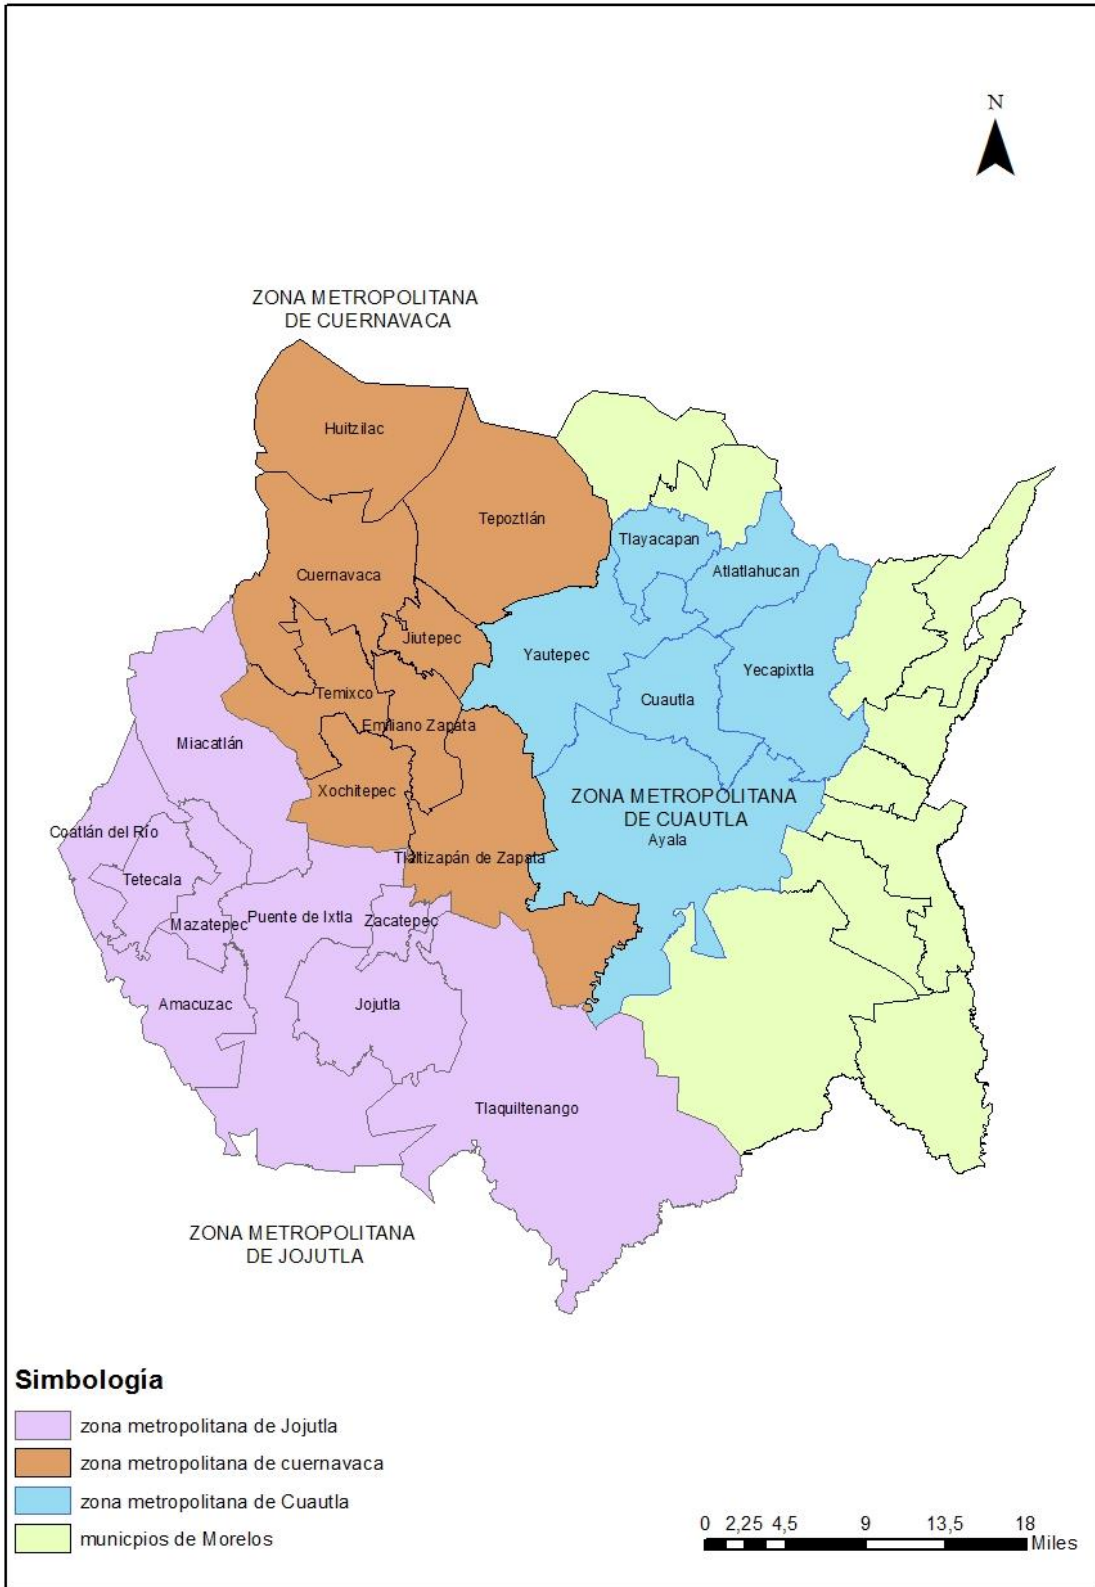 N
ZONA METROPOLITANA
DE CUERNAVACA
Huitzilac
Tepoztlán
Tlayacapan
Atlatlahucan
Cuernavaca
Jiutepec
Yautepec
Yecapixtla
Temixco
Cuautla
Emiliano Zapata
Miacatlán
Xochitepec
ZONA METROPOLITANA
DE CUAUTLA
Ayala
Coatlán del Río
Tlaltizapán de Zapata
Tetecala
Mazatepec
Puente de Ixtla
Zacatepec
Amacuzac
Jojutla
Tlaquiltenango
ZONA METROPOLITANA
DE JOJUTLA
Simbología
zona metropolitana de Jojutla
zona metropolitana de cuernavaca
zona metropolitana de Cuautla
municpios de Morelos
0 2,25 4,5 9 13,5 18
Miles